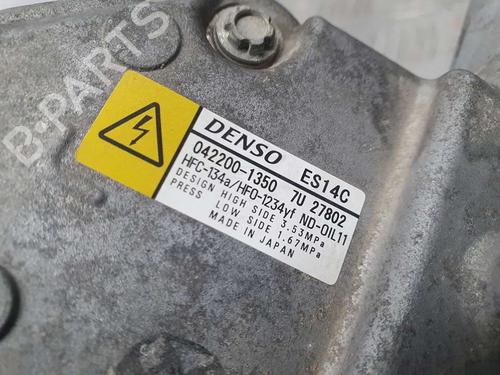 B-PARTS
DENSO ES14C
042200-1350 7U 27802
HFC-134a/HFO-1234yf ND-OIL11
DESIGN HIGH SIDE 3.53MPa
PRESS LOW SIDE 1.67MPa
MADE IN JAPAN